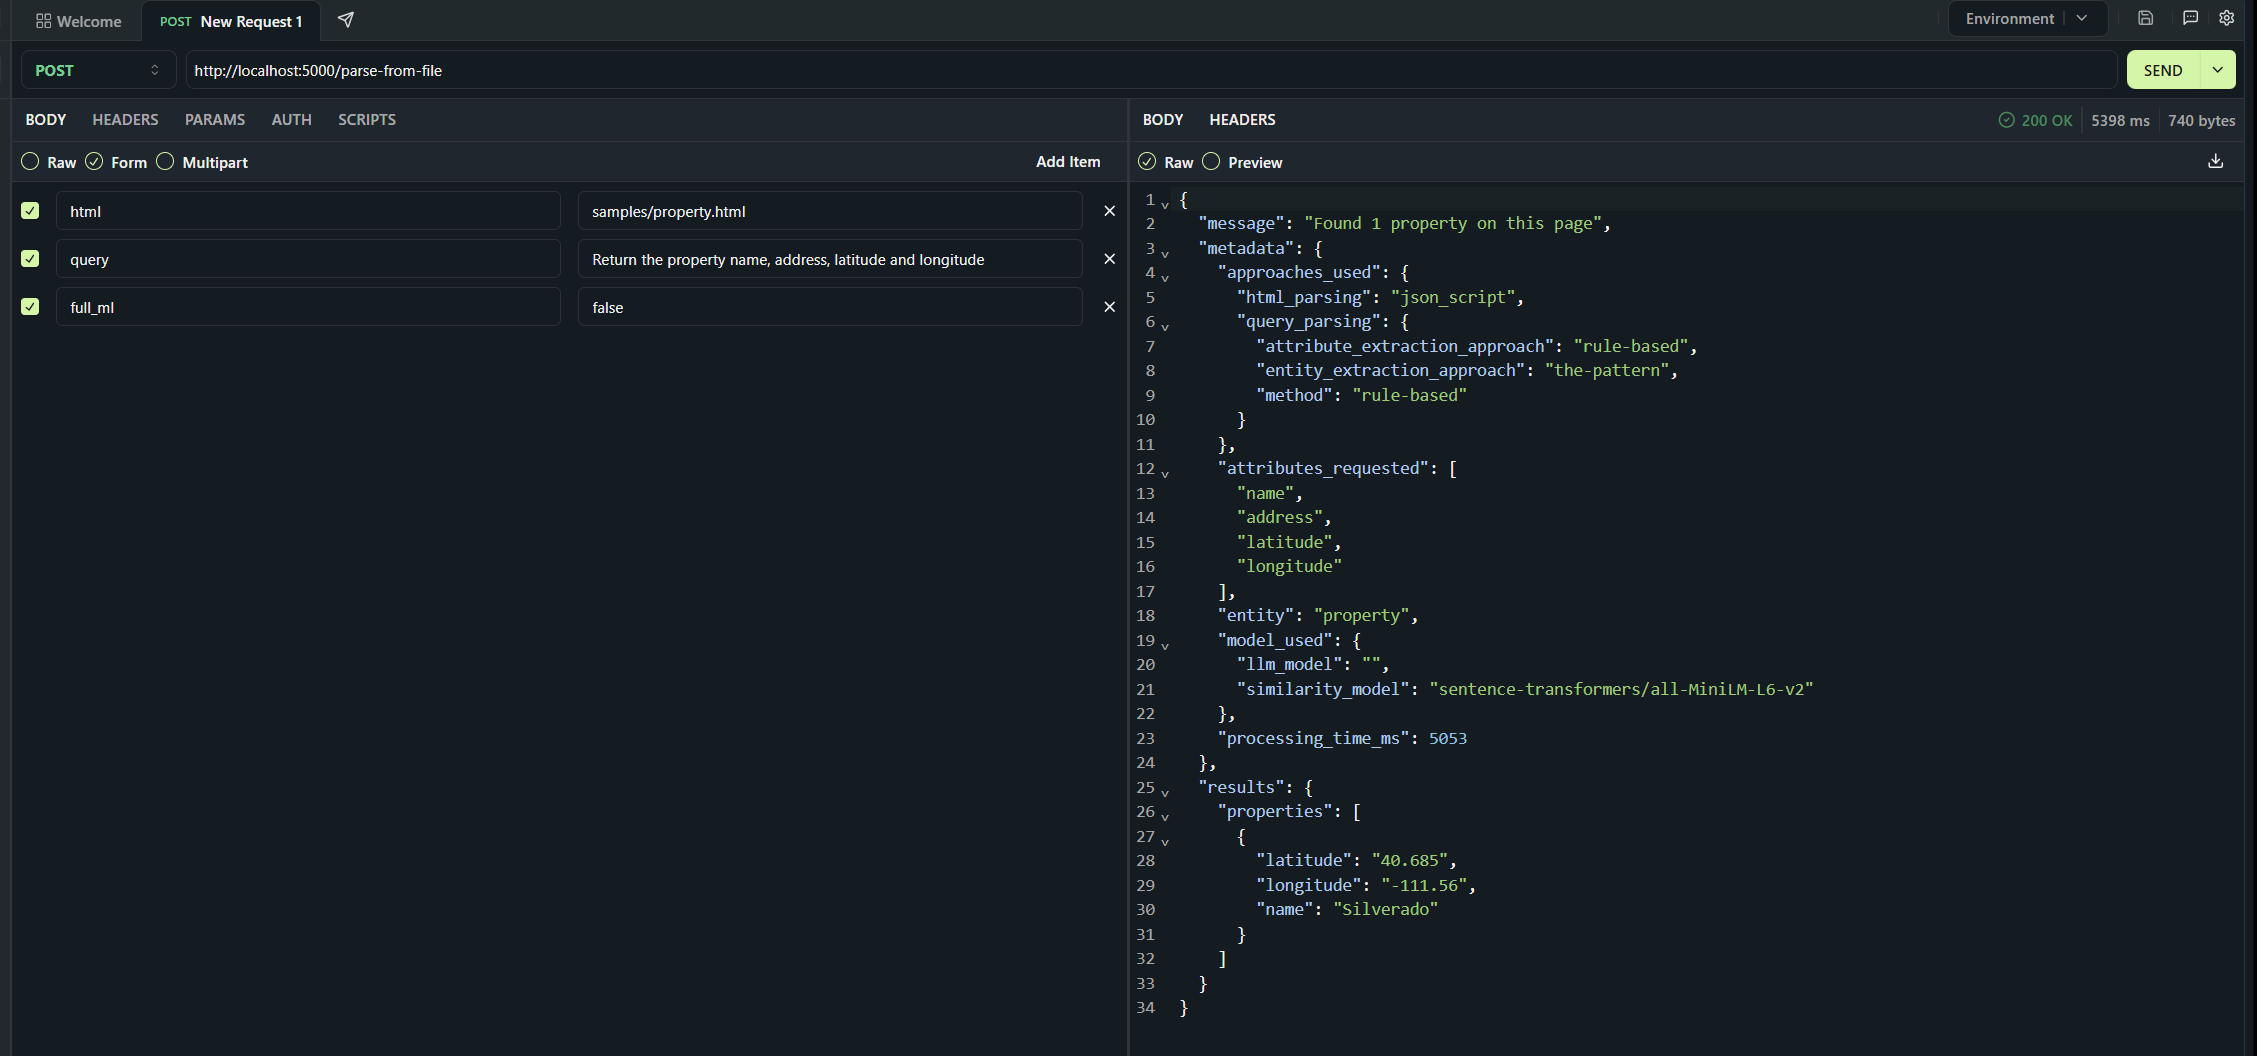 Welcome
POST New Request 1
Environment
POST
http://localhost:5000/parse-from-file
SEND
BODY HEADERS PARAMS AUTH SCRIPTS
Raw Form Multipart
Add Item
html
samples/property.html
query
Return the property name, address, latitude and longitude
full_ml
false
BODY HEADERS
200 OK 5398 ms 740 bytes
Raw Preview
1 {
2 "message": "Found 1 property on this page",
3 "metadata": {
4 "approaches_used": {
5 "html_parsing": "json_script",
6 "query_parsing": {
7 "attribute_extraction_approach": "rule-based",
8 "entity_extraction_approach": "the-pattern",
9 "method": "rule-based"
10 }
11 },
12 "attributes_requested": [
13 "name",
14 "address",
15 "latitude",
16 "longitude"
17 ],
18 "entity": "property",
19 "model_used": {
20 "llm_model": "",
21 "similarity_model": "sentence-transformers/all-MiniLM-L6-v2"
22 },
23 "processing_time_ms": 5053
24 },
25 "results": {
26 "properties": [
27 {
28 "latitude": "40.685",
29 "longitude": "-111.56",
30 "name": "Silverado"
31 }
32 ]
33 }
34 }